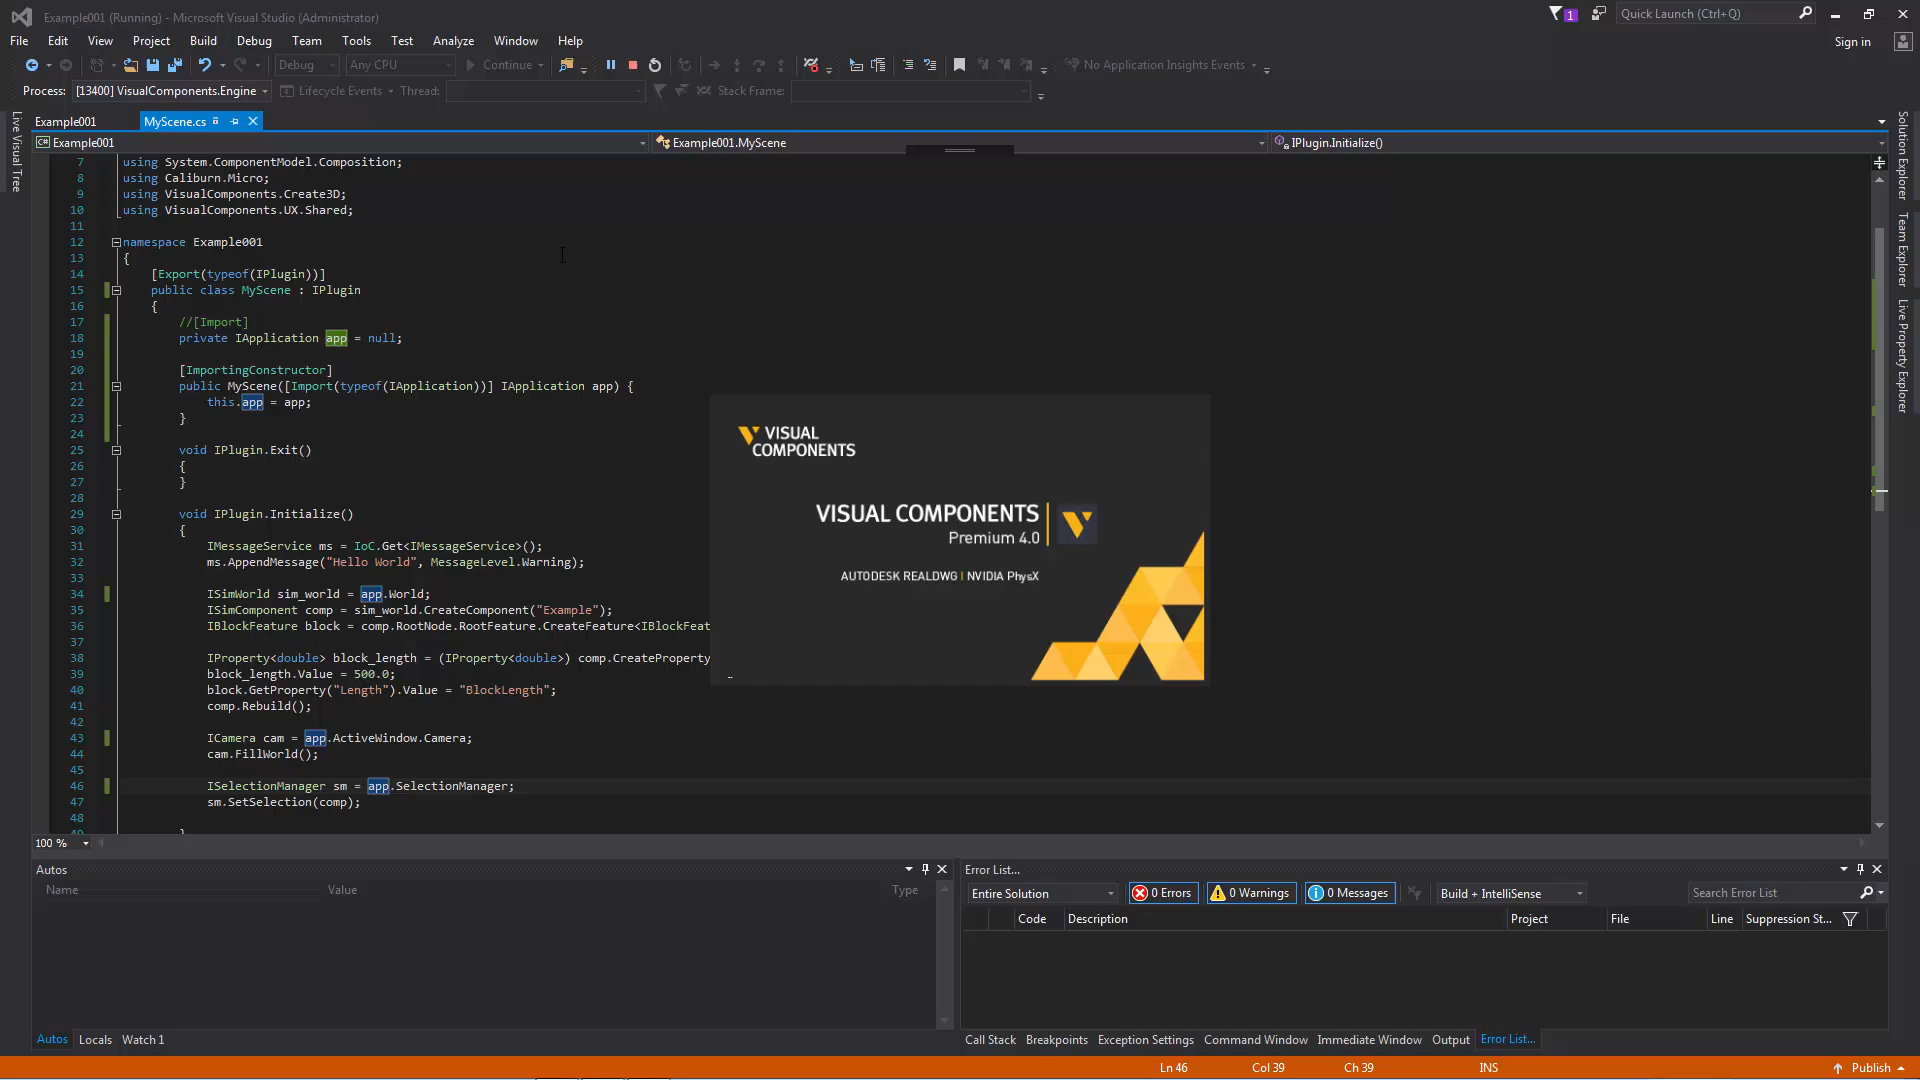 Example001 (Running) - Microsoft Visual Studio (Administrator)
1
Quick Launch (Ctrl+Q)
File Edit View Project Build Debug Team Tools Test Analyze Window Help
Sign in
Debug Any CPU Continue No Application Insights Events
Process: [13400] VisualComponents.Engine Lifecycle Events Thread: Stack Frame:
Example001 MyScene.cs
Live Visual Tree
C# Example001 Example001.MyScene IPlugin.Initialize()
7 using System.ComponentModel.Composition;
8 using Caliburn.Micro;
9 using VisualComponents.Create3D;
10 using VisualComponents.UX.Shared;
11
12 namespace Example001
13 {
14 [Export(typeof(IPlugin))]
15 public class MyScene : IPlugin
16 {
17 //[Import]
18 private IApplication app = null;
19
20 [ImportingConstructor]
21 public MyScene([Import(typeof(IApplication))] IApplication app) {
22 this.app = app;
23 }
24
25 void IPlugin.Exit()
26 {
27 }
28
29 void IPlugin.Initialize()
30 {
31 IMessageService ms = IoC.Get<IMessageService>();
32 ms.AppendMessage("Hello World", MessageLevel.Warning);
33
34 ISimWorld sim_world = app.World;
35 ISimComponent comp = sim_world.CreateComponent("Example");
36 IBlockFeature block = comp.RootNode.RootFeature.CreateFeature<IBlockFeat
37
38 IProperty<double> block_length = (IProperty<double>) comp.CreateProperty
39 block_length.Value = 500.0;
40 block.GetProperty("Length").Value = "BlockLength";
41 comp.Rebuild();
42
43 ICamera cam = app.ActiveWindow.Camera;
44 cam.FillWorld();
45
46 ISelectionManager sm = app.SelectionManager;
47 sm.SetSelection(comp);
48
49 }
VISUAL
COMPONENTS
VISUAL COMPONENTS
Premium 4.0
AUTODESK REALDWG | NVIDIA PhysX
..
Solution Explorer
Team Explorer
Live Property Explorer
100 %
Autos
Name Value Type
Autos Locals Watch 1
Error List...
Entire Solution 0 Errors 0 Warnings 0 Messages Build + IntelliSense Search Error List
Code Description Project File Line Suppression St...
Call Stack Breakpoints Exception Settings Command Window Immediate Window Output Error List...
Ln 46 Col 39 Ch 39 INS Publish